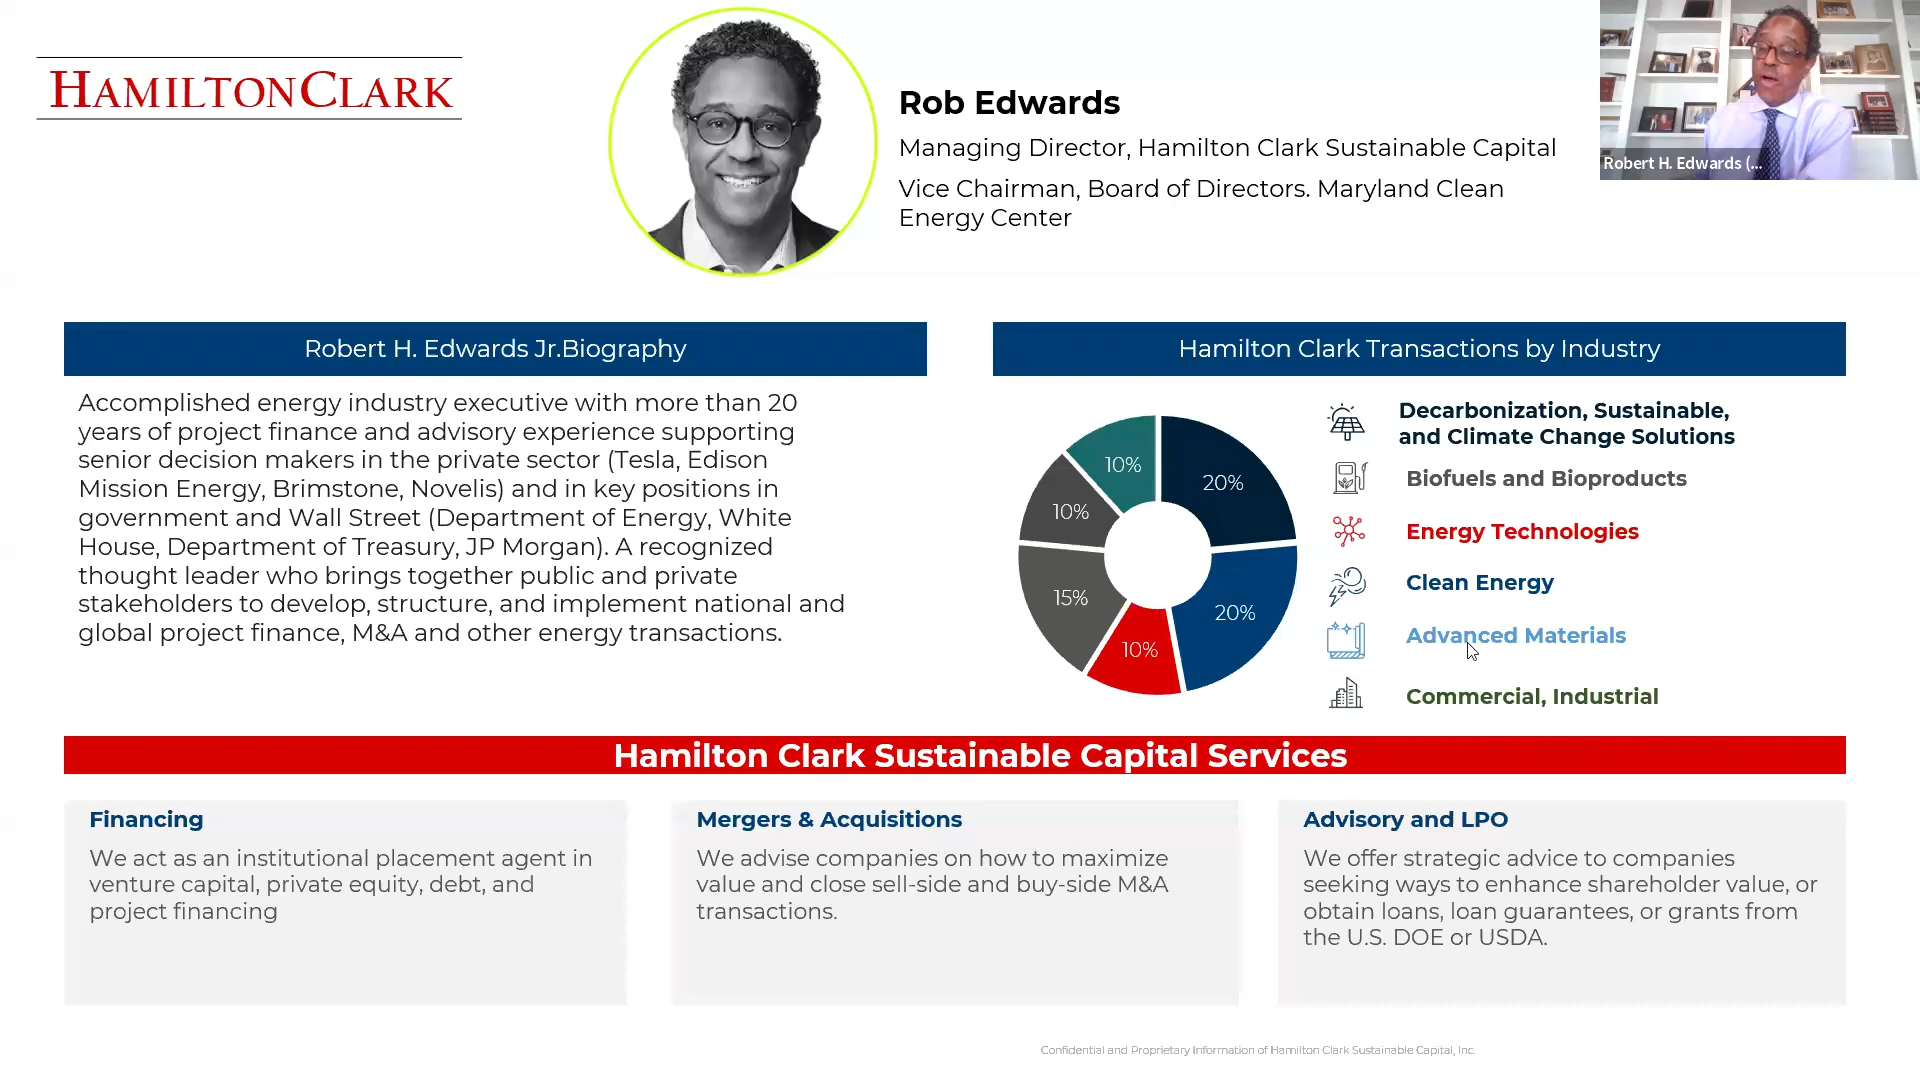 HAMILTONCLARK
Rob Edwards
Managing Director, Hamilton Clark Sustainable Capital
Vice Chairman, Board of Directors. Maryland Clean
Energy Center
Robert H. Edwards (...
Robert H. Edwards Jr.Biography
Accomplished energy industry executive with more than 20
years of project finance and advisory experience supporting
senior decision makers in the private sector (Tesla, Edison
Mission Energy, Brimstone, Novelis) and in key positions in
government and Wall Street (Department of Energy, White
House, Department of Treasury, JP Morgan). A recognized
thought leader who brings together public and private
stakeholders to develop, structure, and implement national and
global project finance, M&A and other energy transactions.
Hamilton Clark Transactions by Industry
10%
20%
10%
15%
20%
10%
Decarbonization, Sustainable,
and Climate Change Solutions
Biofuels and Bioproducts
Energy Technologies
Clean Energy
Advanced Materials
Commercial, Industrial
Hamilton Clark Sustainable Capital Services
Financing
We act as an institutional placement agent in
venture capital, private equity, debt, and
project financing
Mergers & Acquisitions
We advise companies on how to maximize
value and close sell-side and buy-side M&A
transactions.
Advisory and LPO
We offer strategic advice to companies
seeking ways to enhance shareholder value, or
obtain loans, loan guarantees, or grants from
the U.S. DOE or USDA.
Confidential and Proprietary Information of Hamilton Clark Sustainable Capital, Inc.